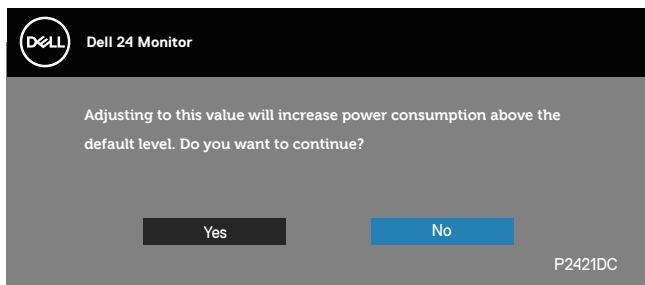 DELL
Dell 24 Monitor
Adjusting to this value will increase power consumption above the
default level. Do you want to continue?
Yes
No
P2421DC